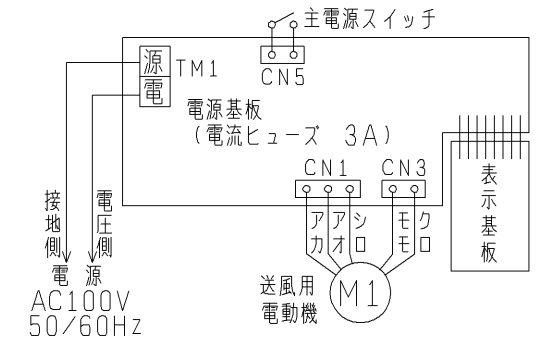 主電源スイッチ
源
電
TM1
CN5
電源基板
(電流ヒューズ 3A)
CN1
CN3
アカ
アオ
シロ
モモ
クロ
表示基板
接地側
電圧側
電 源
AC100V
50/60Hz
送風用
電動機
M1